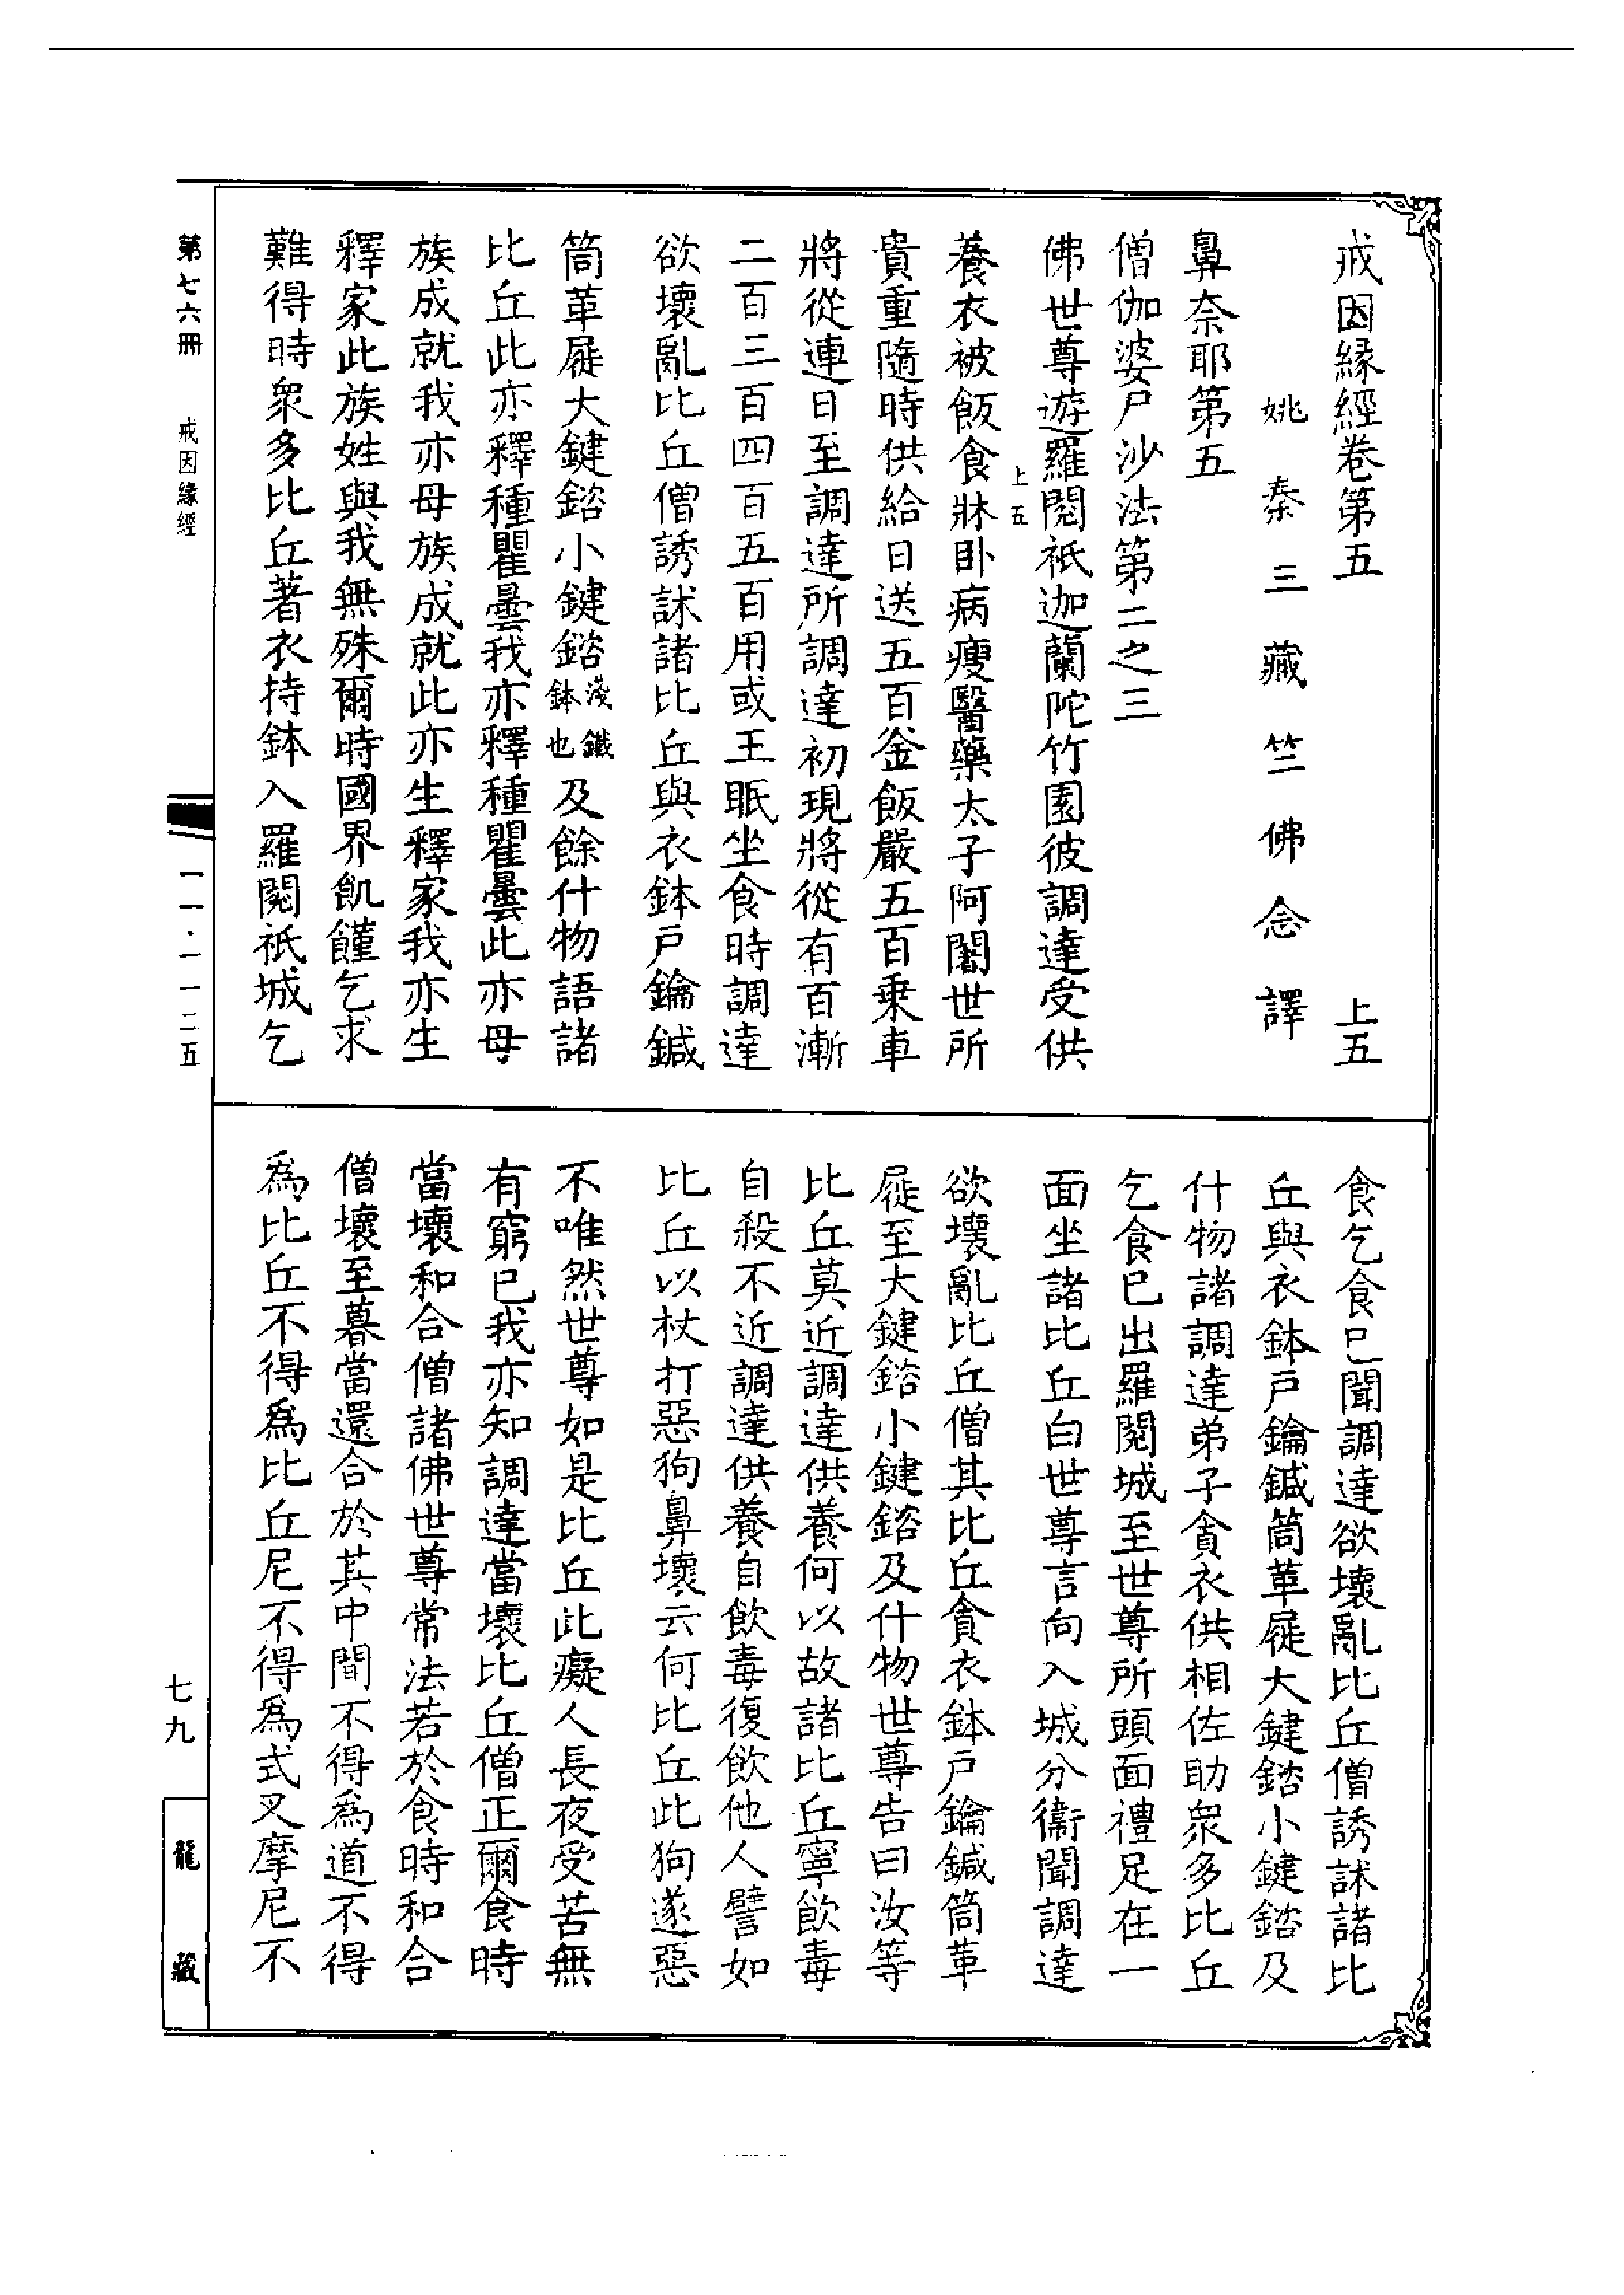 戒因緣經卷第五　上五
姚秦三藏竺佛念譯
鼻奈耶第五
僧伽婆尸沙法第二之三
佛世尊遊羅閱祇迦蘭陀竹園彼調達受供
上五
養衣被飯食牀卧病瘦醫藥太子阿闍世所
貴重隨時供給日送五百釜飯嚴五百乗車
將從連日至調達所調達初現將從有百漸
二百三百四百五百用或王眠坐食時調達
欲壞亂比丘僧誘訹諸比丘與衣鉢戶鑰鍼
筒革屣大鍵鎔小鍵鎔淺鐵鉢也及餘什物語諸
比丘此亦釋種瞿曇我亦釋種瞿曇此亦母
族成就我亦母族成就此亦生釋家我亦生
釋家此族姓與我無殊爾時國界飢饉乞求
難得時衆多比丘著衣持鉢入羅閱祇城乞
食乞食已聞調達欲壞亂比丘僧誘訹諸比
丘與衣鉢戶鑰鍼筒革屣大鍵鎔小鍵鎔及
什物諸調達弟子貪衣供相佐助衆多比丘
乞食已出羅閱城至世尊所頭面禮足在一
面坐諸比丘白世尊言向入城分衞聞調達
欲壞亂比丘僧其比丘貪衣鉢戶鑰鍼筒革
屣至大鍵鎔小鍵鎔及什物世尊告曰汝等
比丘莫近調達供養何以故諸比丘寧飲毒
自殺不近調達供養自飲毒復飲他人譬如
比丘以杖打惡狗鼻壞云何比丘此狗遂惡
不唯然世尊如是比丘此癡人長夜受苦無
有窮已我亦知調達當壞比丘僧正爾食時
當壞和合僧諸佛世尊常法若於食時和合
僧壞至暮當還合於其中間不得爲道不得
爲比丘不得爲比丘尼不得爲式叉摩尼不
第七六冊　戒因緣經
一一·一一二五
七九
龍藏